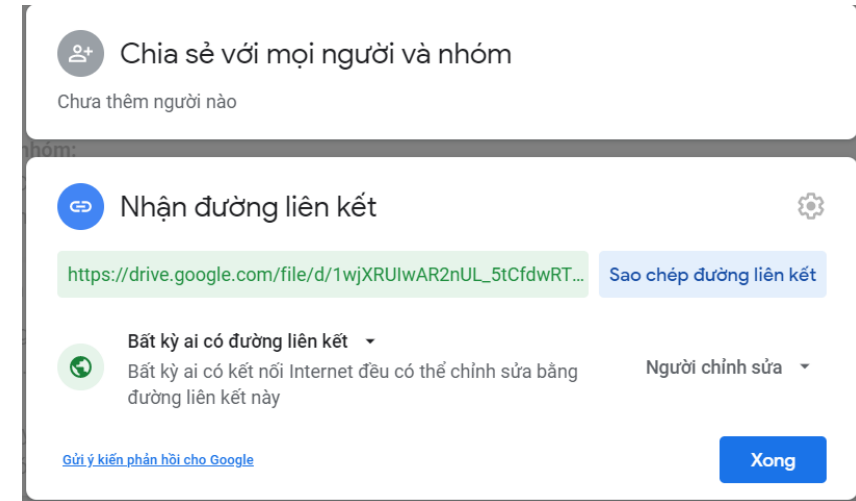 Chia sẻ với mọi người và nhóm
Chưa thêm người nào
nhóm:
Nhận đường liên kết
https://drive.google.com/file/d/1wjXRUIwAR2nUL_5tCfdwRT... Sao chép đường liên kết
Bất kỳ ai có đường liên kết
Bất kỳ ai có kết nối Internet đều có thể chỉnh sửa bằng Người chỉnh sửa
đường liên kết này
Gửi ý kiến phản hồi cho Google Xong